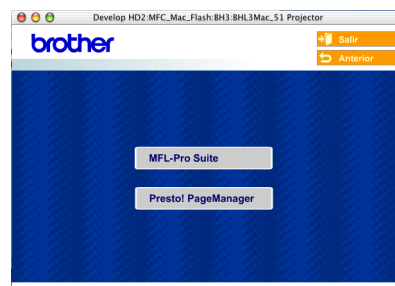 Develop HD2:MFC_Mac_Flash:BH3:BHL3Mac_51 Projector
brother
Salir
Anterior
MFL-Pro Suite
Presto! PageManager